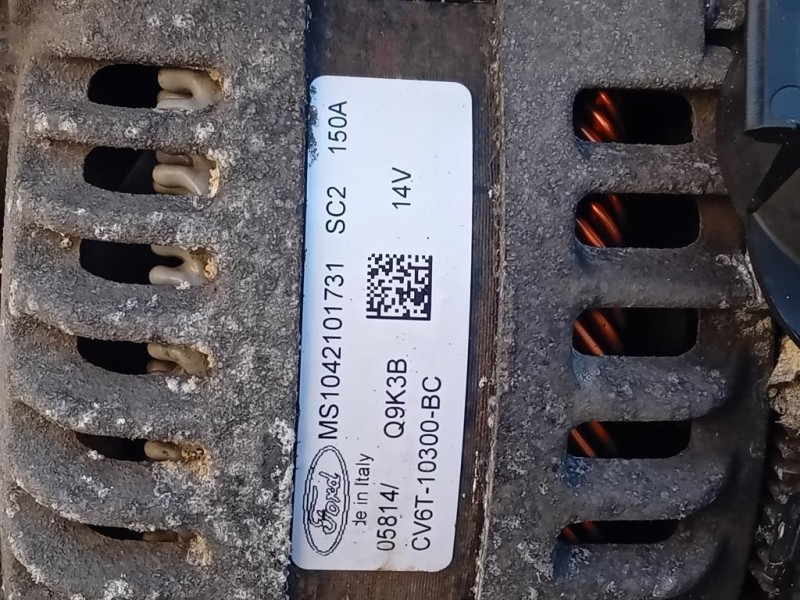 MS1042101731 SC2 150A
Ford
de in Italy
05814/ Q9K3B 14V
CV6T-10300-BC